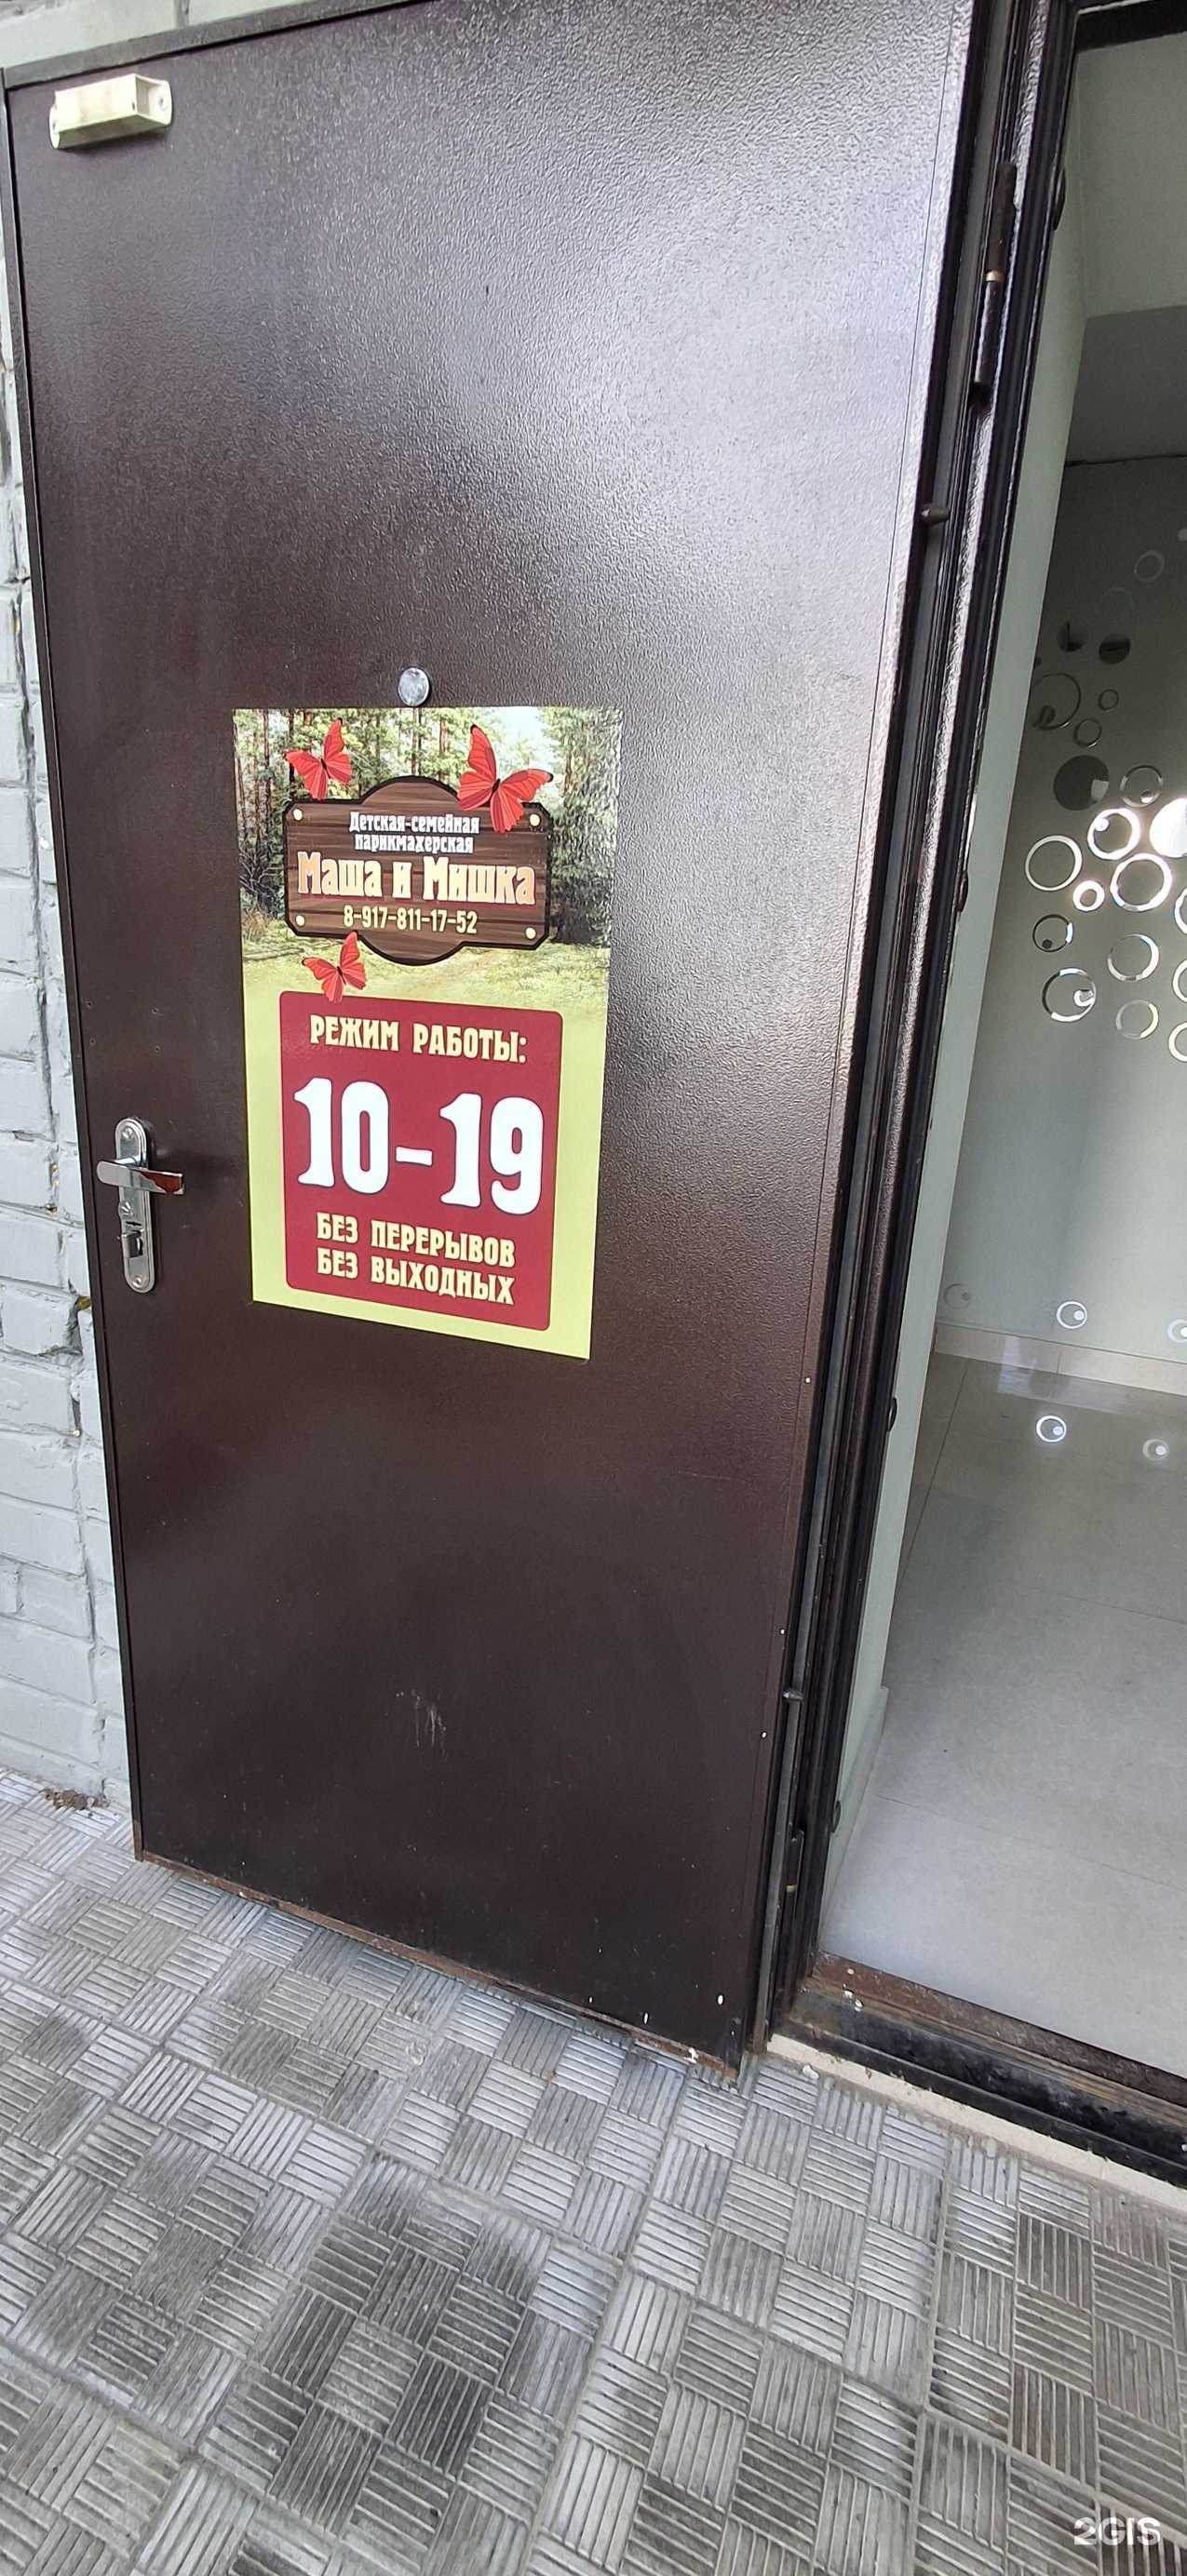 Детская-семейная
парикмахерская
Маша и Мишка
8-917-811-17-52
РЕЖИМ РАБОТЫ:
10-19
БЕЗ ПЕРЕРЫВОВ
БЕЗ ВЫХОДНЫХ
2GIS